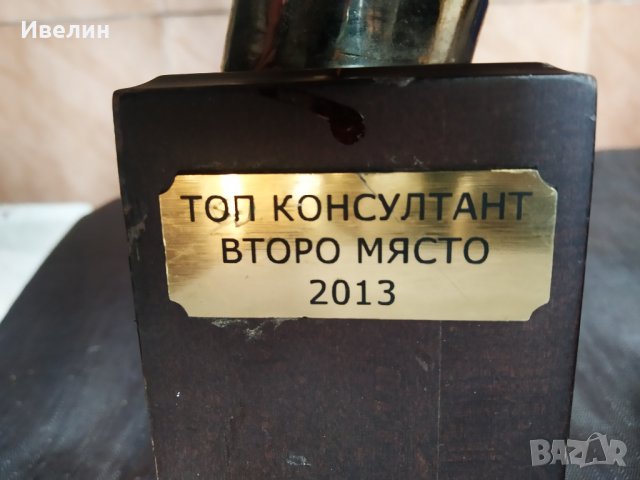 Ивелин
ТОП КОНСУЛТАНТ
ВТОРО МЯСТО
2013
BAZAR